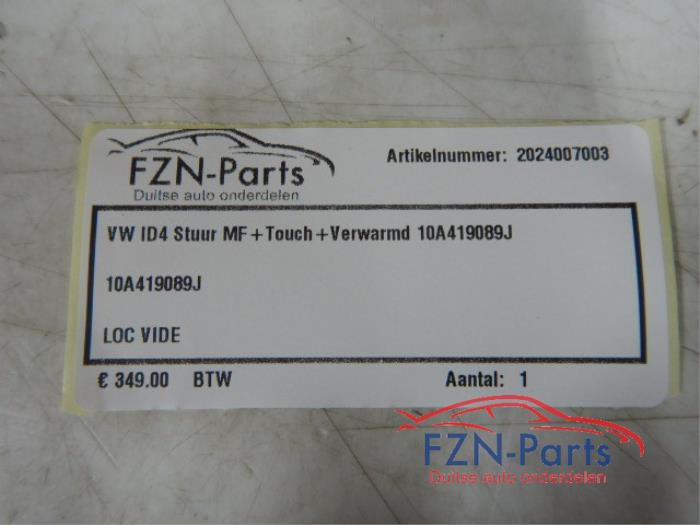 FZN-Parts
Duitse auto onderdelen
Artikelnummer: 2024007003
VW ID4 Stuur MF+Touch+Verwarmd 10A419089J
10A419089J
LOC VIDE
€ 349.00 BTW
Aantal: 1
FZN-Parts
Duitse auto onderdelen